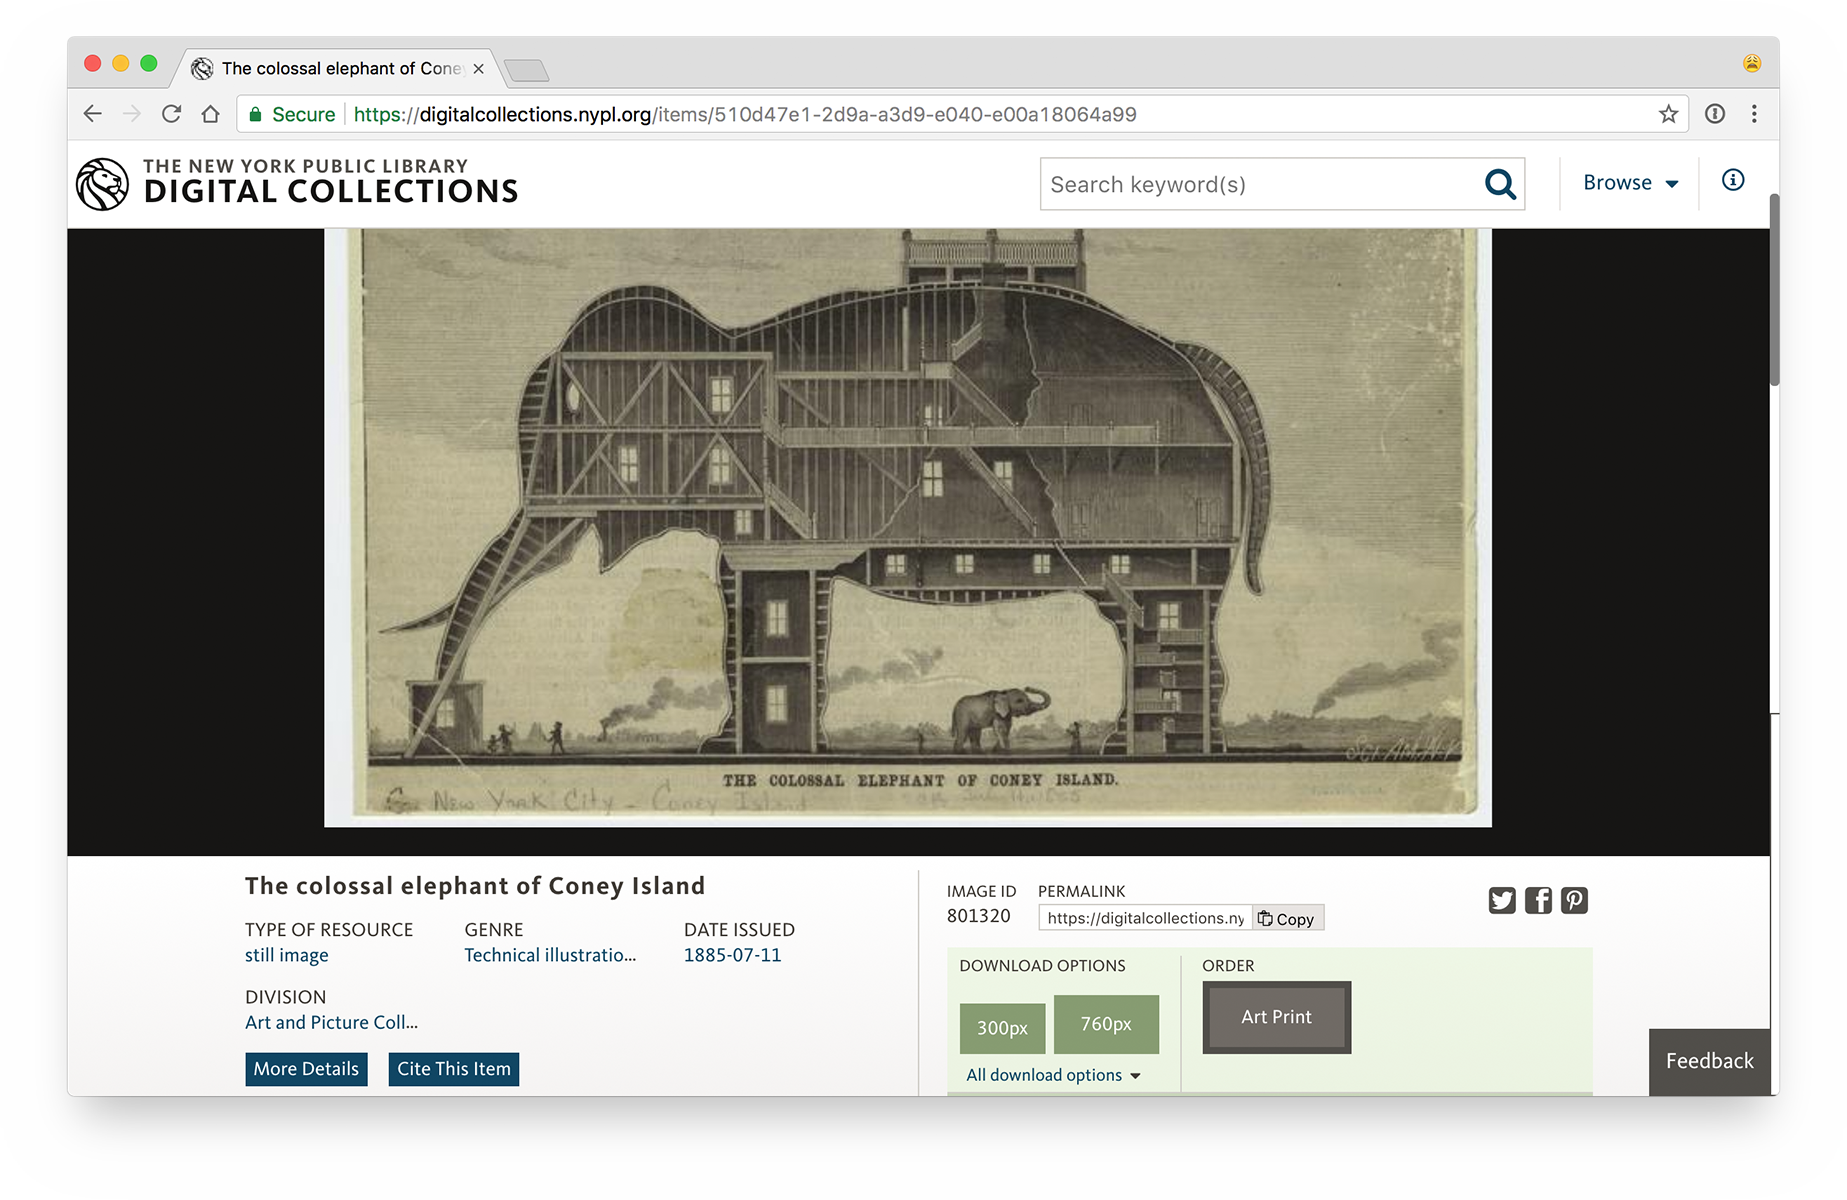 The colossal elephant of Cone
Secure
https://digitalcollections.nypl.org/items/510d47e1-2d9a-a3d9-e040-e00a18064a99
THE NEW YORK PUBLIC LIBRARY
DIGITAL COLLECTIONS
Search keyword(s)
Browse
SCI. AM. N.Y.
THE COLOSSAL ELEPHANT OF CONEY ISLAND.
New York City - Coney Island
The colossal elephant of Coney Island
TYPE OF RESOURCE
still image
GENRE
Technical illustratio...
DATE ISSUED
1885-07-11
DIVISION
Art and Picture Coll...
More Details
Cite This Item
IMAGE ID
801320
PERMALINK
https://digitalcollections.ny
Copy
DOWNLOAD OPTIONS
300px
760px
All download options
ORDER
Art Print
Feedback